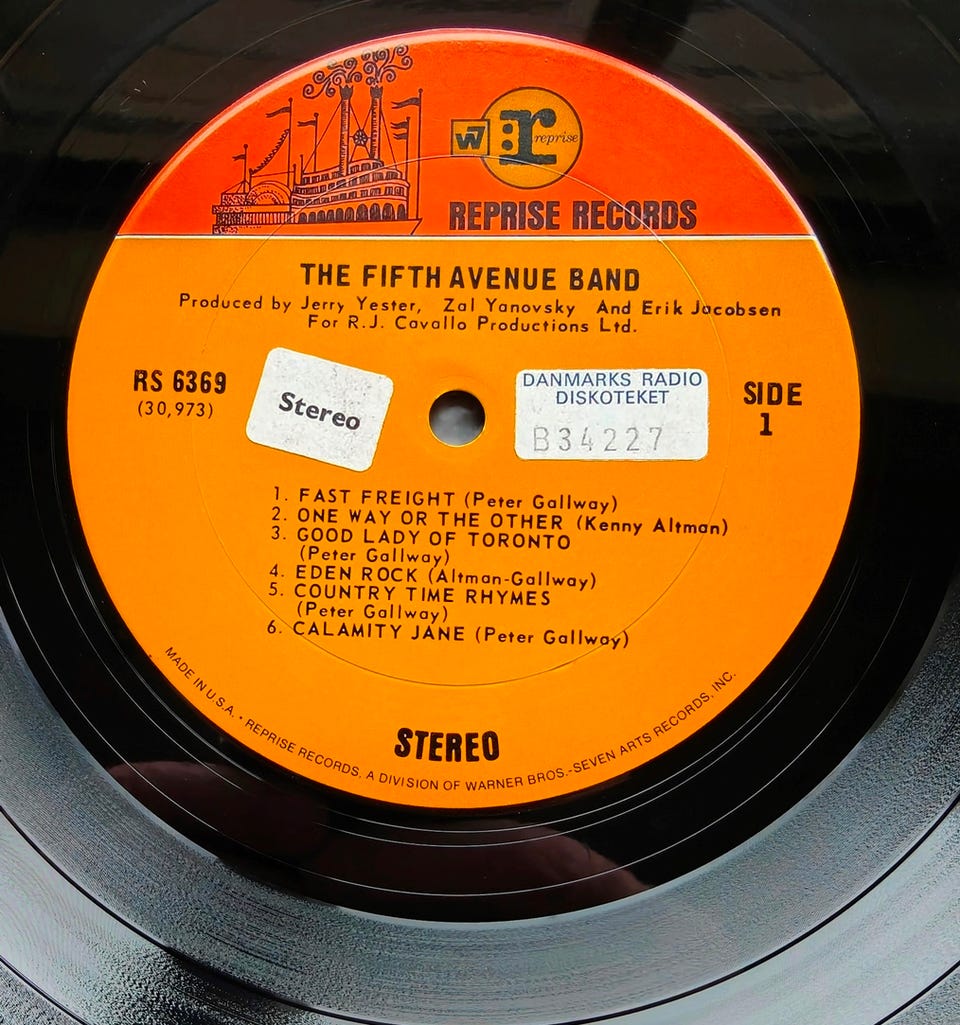 W7
:r reprise
REPRISE RECORDS
THE FIFTH AVENUE BAND
Produced by Jerry Yester, Zal Yanovsky And Erik Jacobsen
For R.J. Cavallo Productions Ltd.
RS 6369
(30,973)
Stereo
DANMARKS RADIO
DISKOTEKET
B34227
SIDE
1
1. FAST FREIGHT (Peter Gallway)
2. ONE WAY OR THE OTHER (Kenny Altman)
3. GOOD LADY OF TORONTO
(Peter Gallway)
4. EDEN ROCK (Altman-Gallway)
5. COUNTRY TIME RHYMES
(Peter Gallway)
6. CALAMITY JANE (Peter Gallway)
STEREO
MADE IN U.S.A. • REPRISE RECORDS, A DIVISION OF WARNER BROS.-SEVEN ARTS RECORDS, INC.